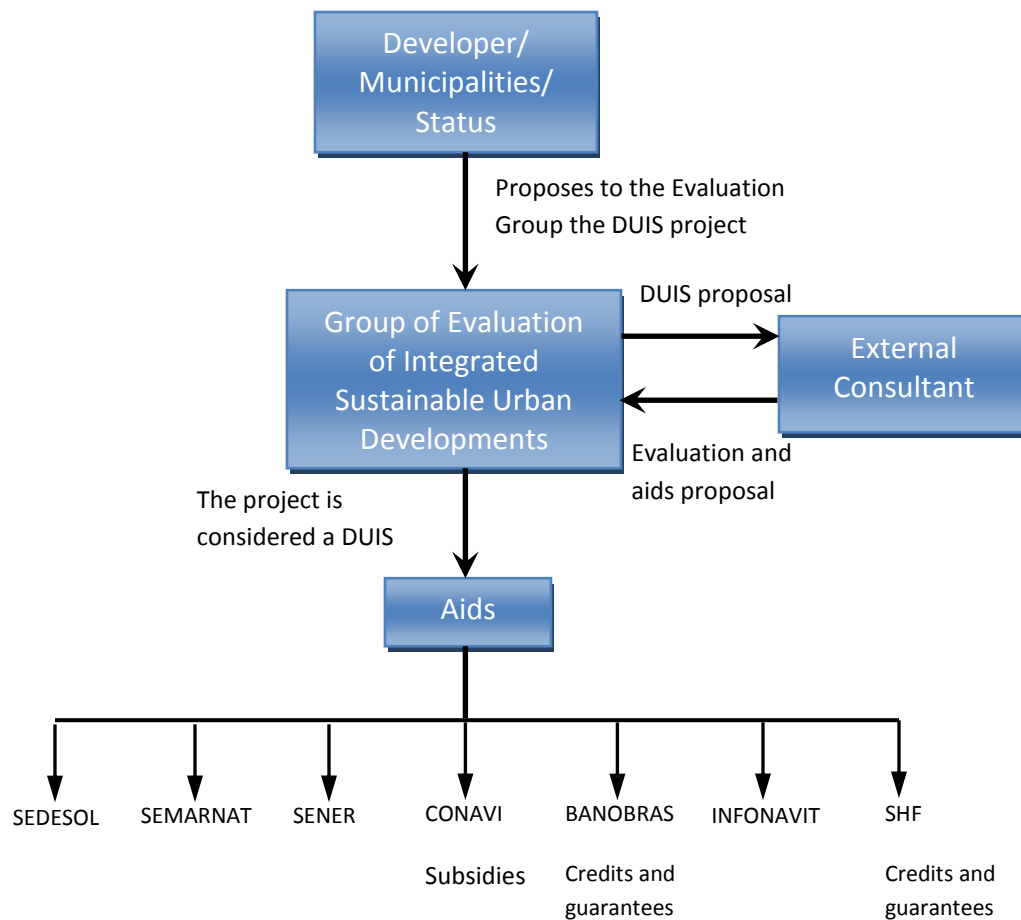 Developer/
Municipalities/
Status
Proposes to the Evaluation
Group the DUIS project
DUIS proposal
Group of Evaluation
of Integrated
Sustainable Urban
Developments
External
Consultant
Evaluation and
aids proposal
The project is
considered a DUIS
Aids
SEDESOL
SEMARNAT
SENER
CONAVI
BANOBRAS
INFONAVIT
SHF
Subsidies
Credits and
guarantees
Credits and
guarantees